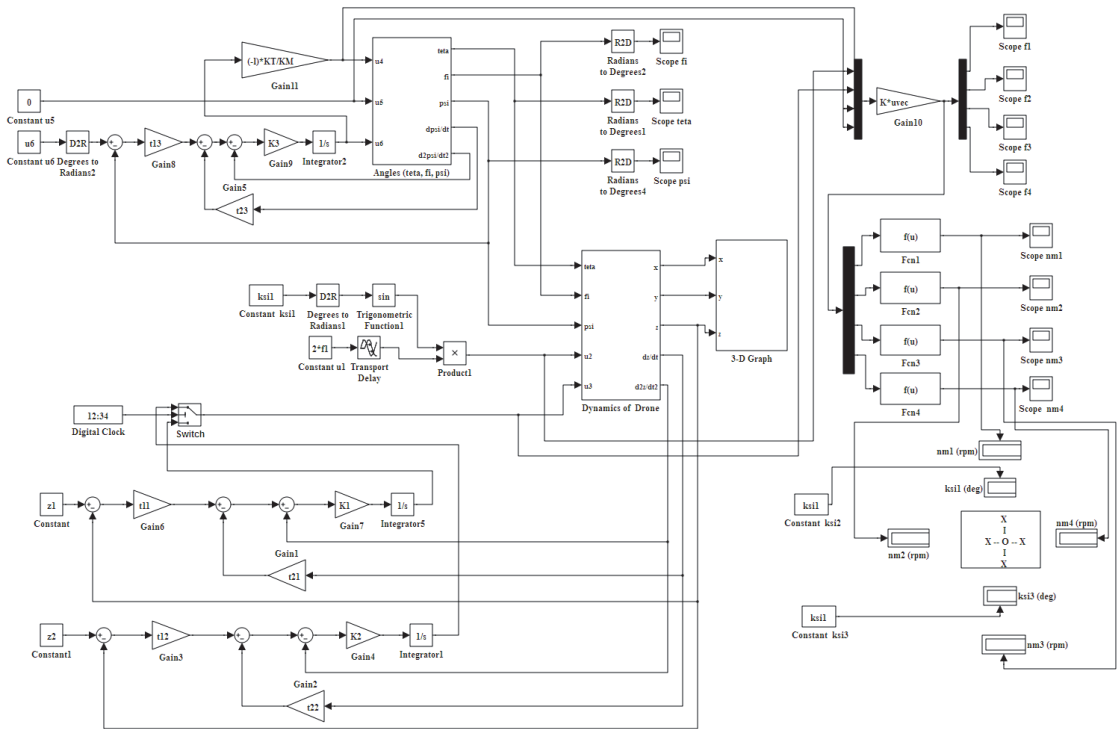 0
Constant u5
u6
Constant u6
D2R
Degrees to
Radians2
t13
Gain8
Gain5
K3
Gain9
1/s
Integrator2
t23
(-l)*KT/KM
Gain11
u4
u5
u6
teta
fi
psi
dpsi/dt
d2psi/dt2
Angles (teta, fi, psi)
R2D
Radians
to Degrees2
Scope fi
R2D
Radians
to Degrees1
Scope teta
R2D
Radians
to Degrees4
Scope psi
K*uvec
Gain10
Scope f1
Scope f2
Scope f3
Scope f4
ksi1
Constant ksi1
D2R
Degrees to
Radians1
sin
Trigonometric
Function1
2*f1
Constant u1
Transport
Delay
×
Product1
teta
fi
psi
u2
u3
x
y
z
dz/dt
d2z/dt2
Dynamics of Drone
x
y
z
3-D Graph
f(u)
Fcn1
f(u)
Fcn2
f(u)
Fcn3
f(u)
Fcn4
Scope nm1
Scope nm2
Scope nm3
Scope nm4
12:34
Digital Clock
Switch
z1
Constant
t11
Gain6
Gain1
K1
Gain7
1/s
Integrator5
t21
z2
Constant1
t12
Gain3
Gain2
K2
Gain4
1/s
Integrator1
t22
nm1 (rpm)
ksi1 (deg)
ksi1
Constant ksi2
nm2 (rpm)
X
I
X -- O -- X
I
X
nm4 (rpm)
ksi3 (deg)
ksi1
Constant ksi3
nm3 (rpm)